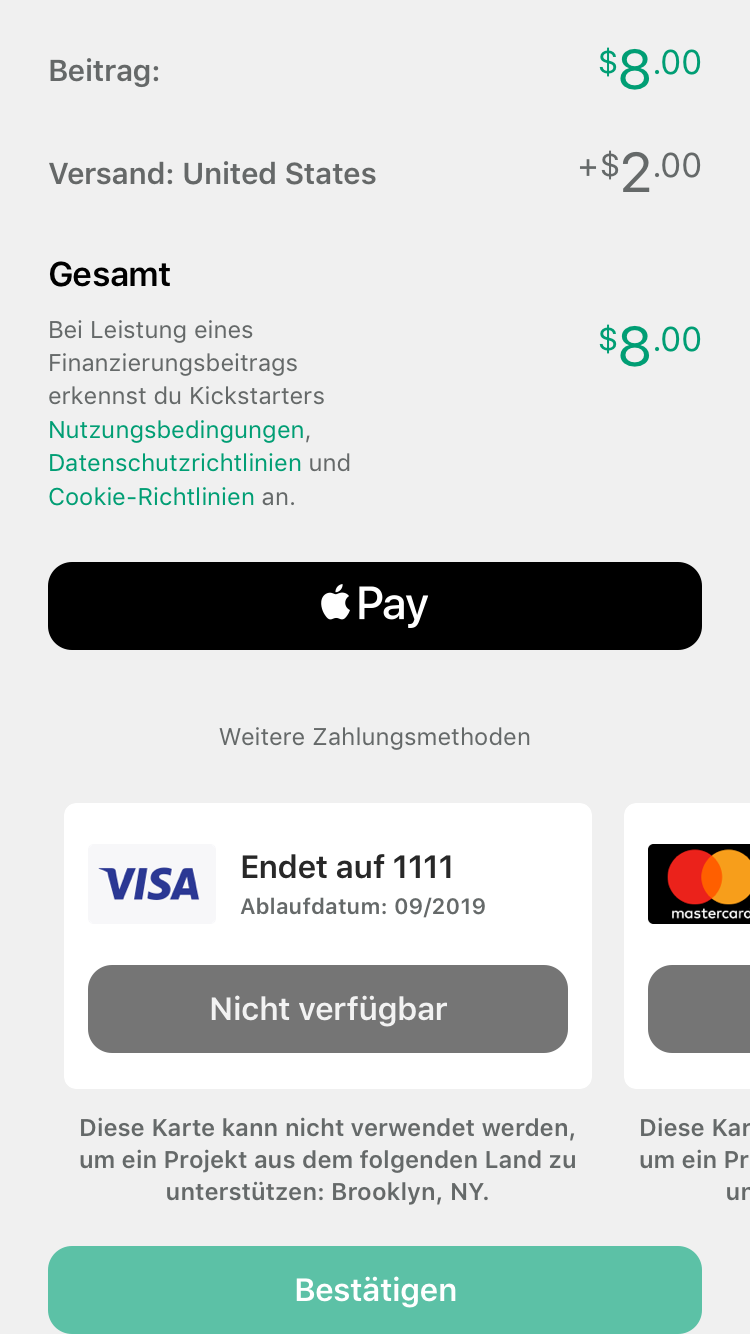 Beitrag:
$8.00
Versand: United States
+$2.00
Gesamt
Bei Leistung eines
Finanzierungsbeitrags
erkennst du Kickstarters
Nutzungsbedingungen,
Datenschutzrichtlinien und
Cookie-Richtlinien an.
$8.00
Pay
Weitere Zahlungsmethoden
VISA
Endet auf 1111
Ablaufdatum: 09/2019
Nicht verfügbar
Diese Karte kann nicht verwendet werden,
um ein Projekt aus dem folgenden Land zu
unterstützen: Brooklyn, NY.
mastercard
Diese
um ein
Bestätigen